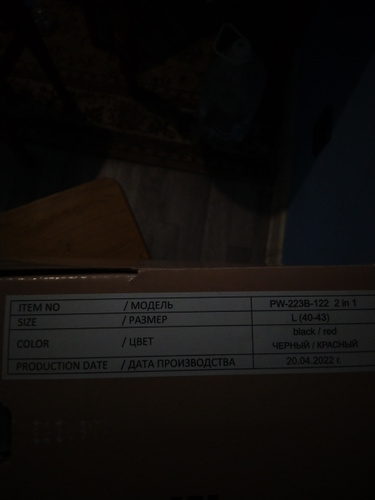 ITEM NO / МОДЕЛЬ PW-223B-122 2 in 1
SIZE / РАЗМЕР L (40-43)
COLOR / ЦВЕТ black / red
ЧЕРНЫЙ / КРАСНЫЙ
PRODUCTION DATE / ДАТА ПРОИЗВОДСТВА 20.04.2022 г.